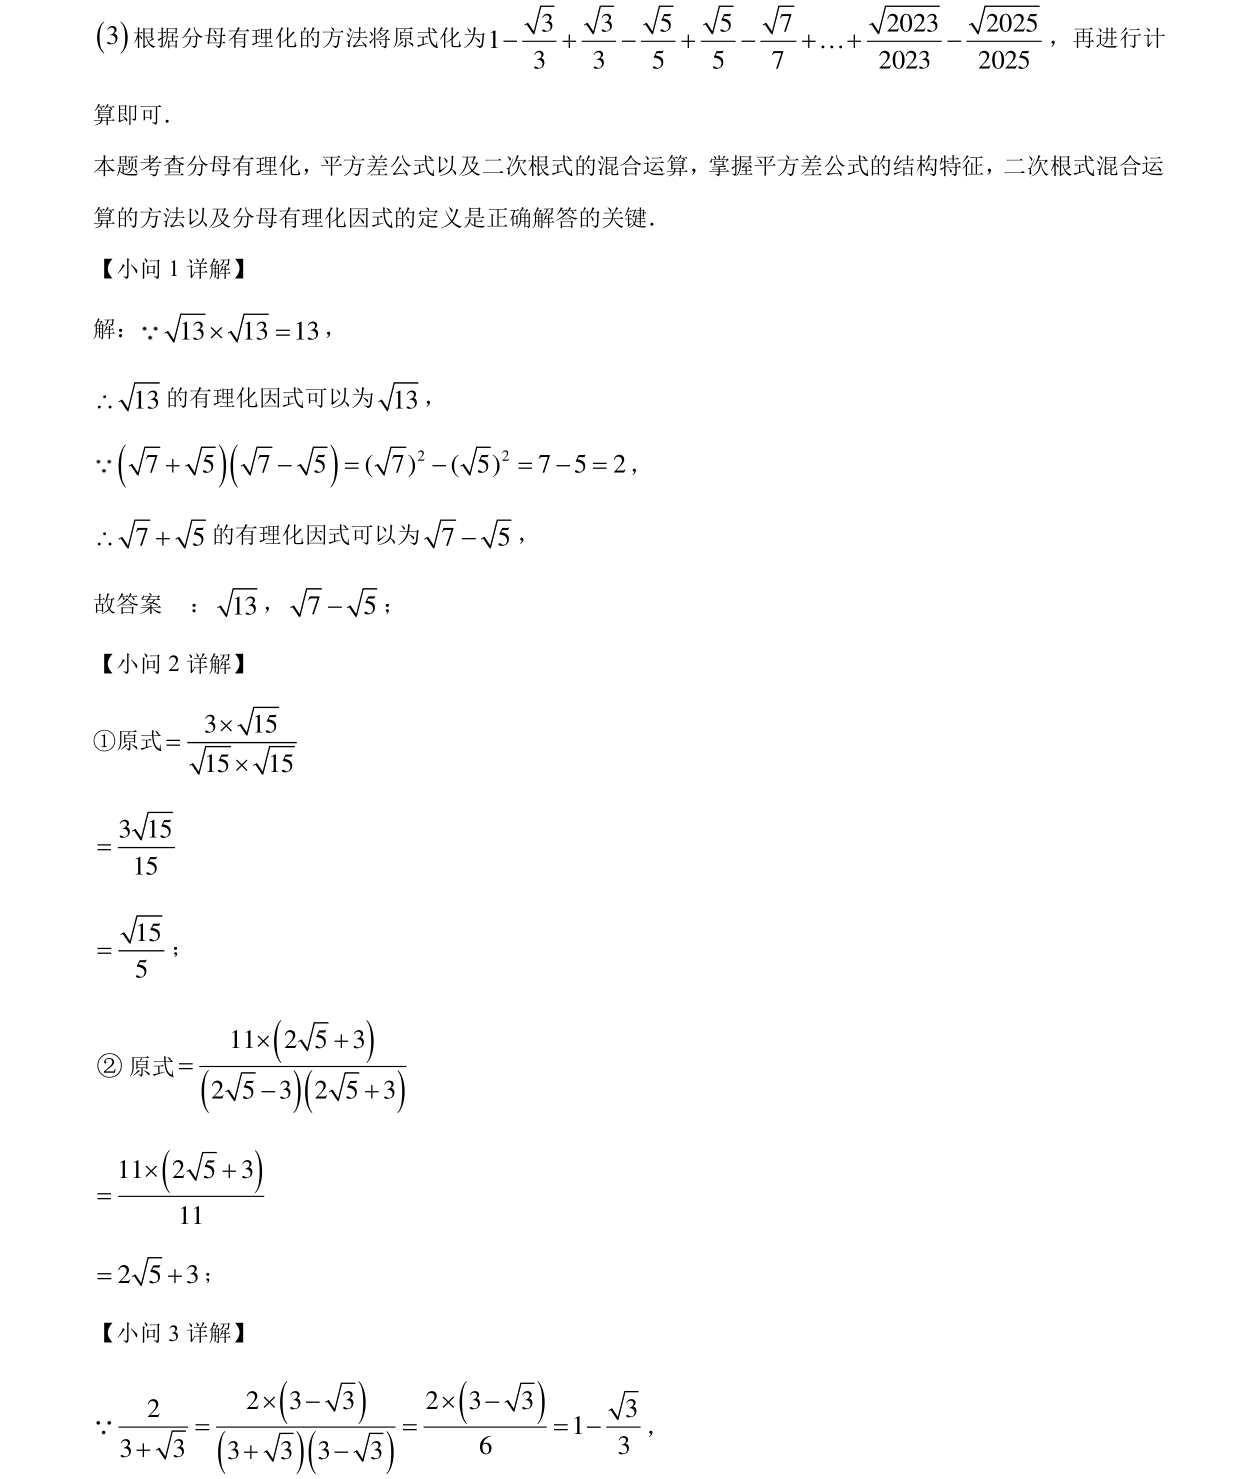 (3)根据分母有理化的方法将原式化为1−√3/3+√3/3−√5/5+√5/5−√7/7+…+√2023/2023−√2025/2025，再进行计
算即可．
本题考查分母有理化，平方差公式以及二次根式的混合运算，掌握平方差公式的结构特征，二次根式混合运
算的方法以及分母有理化因式的定义是正确解答的关键．
【小问 1 详解】
解：∵√13×√13=13，
∴√13 的有理化因式可以为√13，
∵(√7+√5)(√7−√5)=(√7)²−(√5)²=7−5=2，
∴√7+√5 的有理化因式可以为√7−√5，
故答案 ：√13，√7−√5；
【小问 2 详解】
①原式=(3×√15)/(√15×√15)
=3√15/15
=√15/5；
② 原式=11×(2√5+3)/((2√5−3)(2√5+3))
=11×(2√5+3)/11
=2√5+3；
【小问 3 详解】
∵2/(3+√3)=2×(3−√3)/((3+√3)(3−√3))=2×(3−√3)/6=1−√3/3，